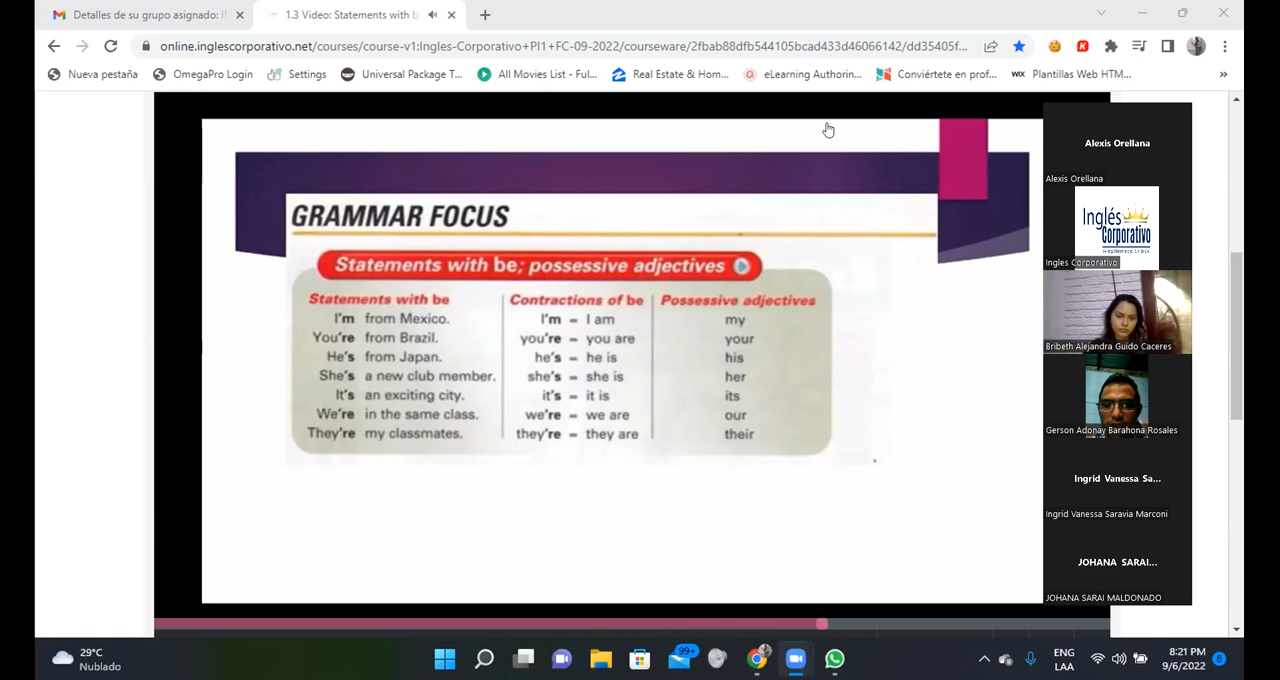 Detalles de su grupo asignado: I
1.3 Video: Statements with b
online.inglescorporativo.net/courses/course-v1:Ingles-Corporativo+PI1+FC-09-2022/courseware/2fbab88dfb544105bcad433d46066142/dd35405f...
Nueva pestaña
OmegaPro Login
Settings
Universal Package T...
All Movies List - Ful...
Real Estate & Hom...
eLearning Authorin...
Conviértete en prof...
WIX Plantillas Web HTM...
»
GRAMMAR FOCUS
Statements with be; possessive adjectives
Statements with be
I'm from Mexico.
You're from Brazil.
He's from Japan.
She's a new club member.
It's an exciting city.
We're in the same class.
They're my classmates.
Contractions of be
I'm = I am
you're = you are
he's = he is
she's = she is
it's = it is
we're = we are
they're = they are
Possessive adjectives
my
your
his
her
its
our
their
Alexis Orellana
Alexis Orellana
Inglés
Corporativo
Ingles Corporativo
Bribeth Alejandra Guido Caceres
Gerson Adonay Barahona Rosales
Ingrid Vanessa Sa...
Ingrid Vanessa Saravia Marconi
JOHANA SARAI...
JOHANA SARAI MALDONADO
29°C
Nublado
99+
ENG
LAA
8:21 PM
9/6/2022
8